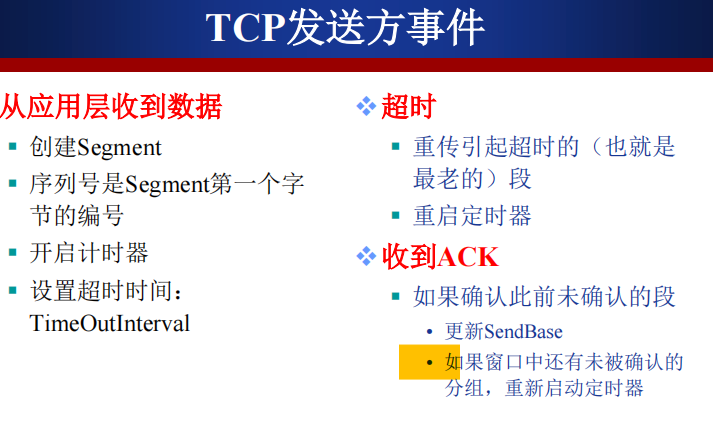 TCP发送方事件
从应用层收到数据
创建Segment
序列号是Segment第一个字
节的编号
开启计时器
设置超时时间：
TimeOutInterval
超时
重传引起超时的（也就是
最老的）段
重启定时器
收到ACK
如果确认此前未确认的段
更新SendBase
如果窗口中还有未被确认的
分组，重新启动定时器